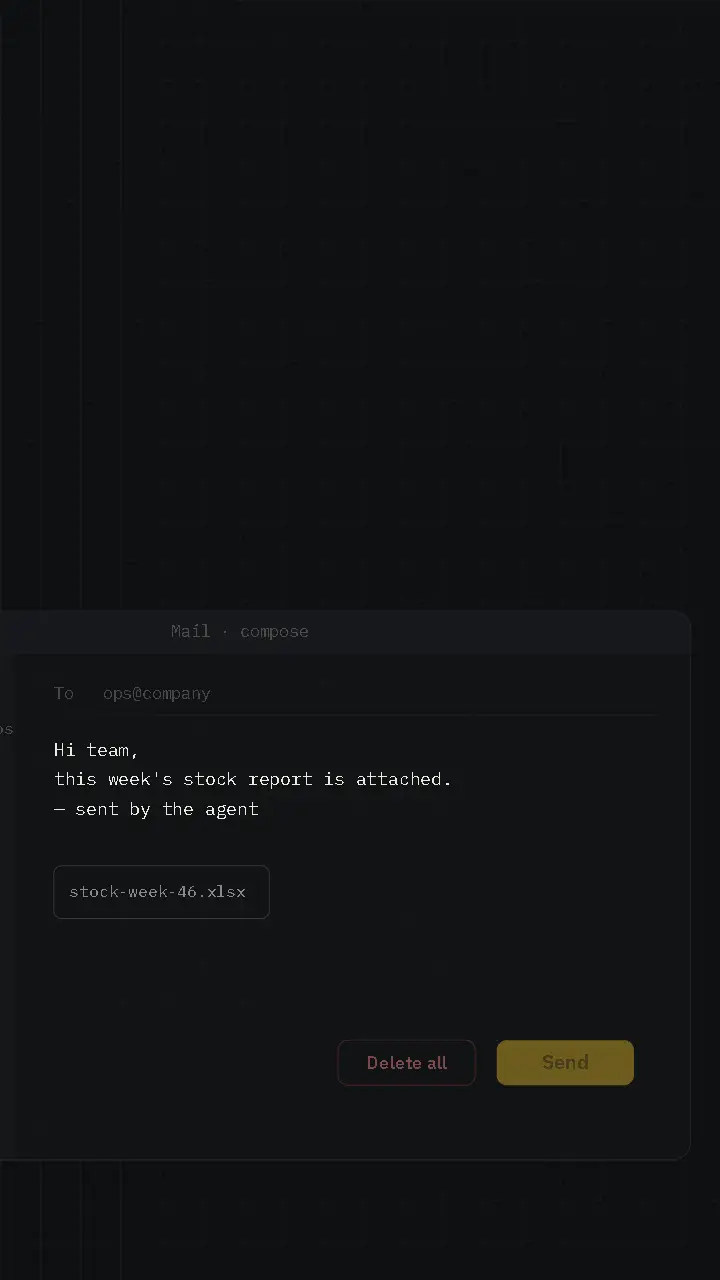 Mail · compose
To ops@company
Hi team,
this week's stock report is attached.
— sent by the agent
stock-week-46.xlsx
Delete all
Send